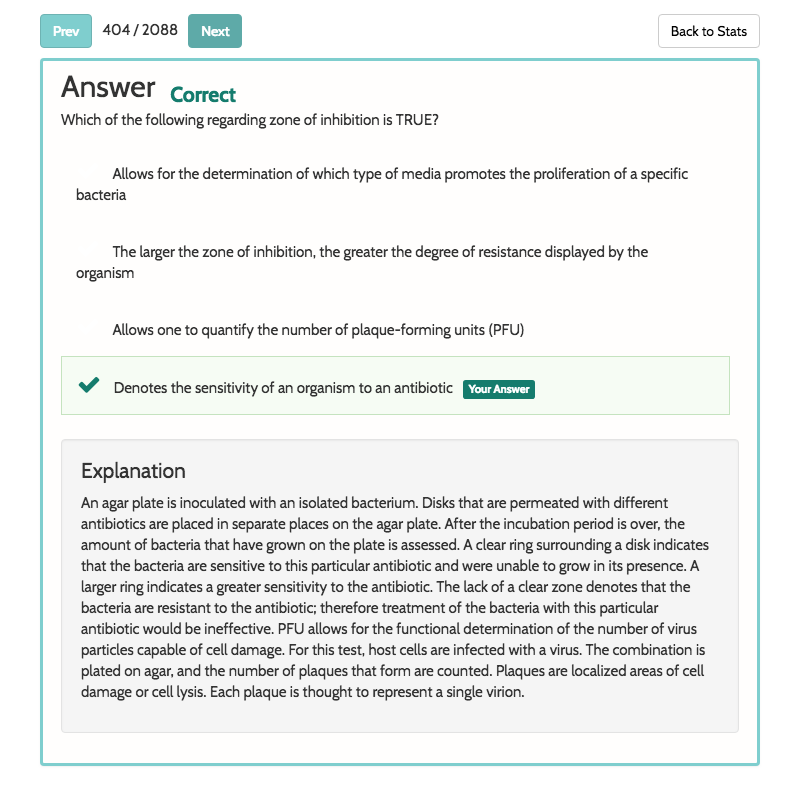 Prev 404 / 2088 Next Back to Stats
Answer Correct
Which of the following regarding zone of inhibition is TRUE?
Allows for the determination of which type of media promotes the proliferation of a specific
bacteria
The larger the zone of inhibition, the greater the degree of resistance displayed by the
organism
Allows one to quantify the number of plaque-forming units (PFU)
Denotes the sensitivity of an organism to an antibiotic Your Answer
Explanation
An agar plate is inoculated with an isolated bacterium. Disks that are permeated with different
antibiotics are placed in separate places on the agar plate. After the incubation period is over, the
amount of bacteria that have grown on the plate is assessed. A clear ring surrounding a disk indicates
that the bacteria are sensitive to this particular antibiotic and were unable to grow in its presence. A
larger ring indicates a greater sensitivity to the antibiotic. The lack of a clear zone denotes that the
bacteria are resistant to the antibiotic; therefore treatment of the bacteria with this particular
antibiotic would be ineffective. PFU allows for the functional determination of the number of virus
particles capable of cell damage. For this test, host cells are infected with a virus. The combination is
plated on agar, and the number of plaques that form are counted. Plaques are localized areas of cell
damage or cell lysis. Each plaque is thought to represent a single virion.